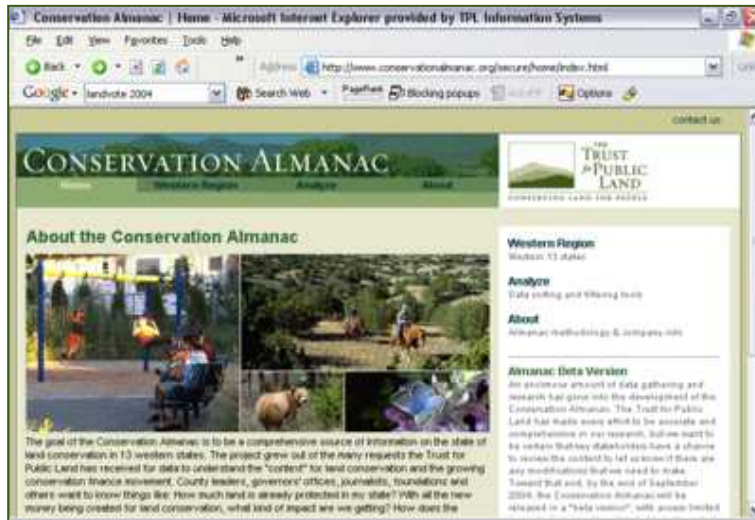 Conservation Almanac | Home - Microsoft Internet Explorer provided by TPL Information Systems
File Edit View Favorites Tools Help
Back Address http://www.conservationalmanac.org/secure/home/index.html
Google landvote 2004 Search Web PageRank Blocking popups Options
contact us
CONSERVATION ALMANAC
Home Western Region Analyze About
THE TRUST for PUBLIC LAND
CONSERVING LAND FOR PEOPLE
About the Conservation Almanac
The goal of the Conservation Almanac is to be a comprehensive source of information on the state of
land conservation in 13 western states. The project grew out of the many requests the Trust for
Public Land has received for data to understand the "context" for land conservation and the growing
conservation finance movement. County leaders, governors' offices, journalists, foundations and
others want to know things like: How much land is already protected in my state? With all the new
money being created for land conservation, what kind of impact are we getting? How does the
Western Region
Western 13 states
Analyze
Data sorting and filtering tools
About
Almanac methodology & company info
Almanac Data Version
An enormous amount of data gathering and
research has gone into the development of the
Conservation Almanac. The Trust for Public
Land has made every effort to be accurate and
comprehensive in our research, but we want to
be certain that key stakeholders have a chance
to review the content to let us know if there are
any modifications that we need to make.
Toward that end, by the end of September
2004, the Conservation Almanac will be
released in a "beta version", with access limited